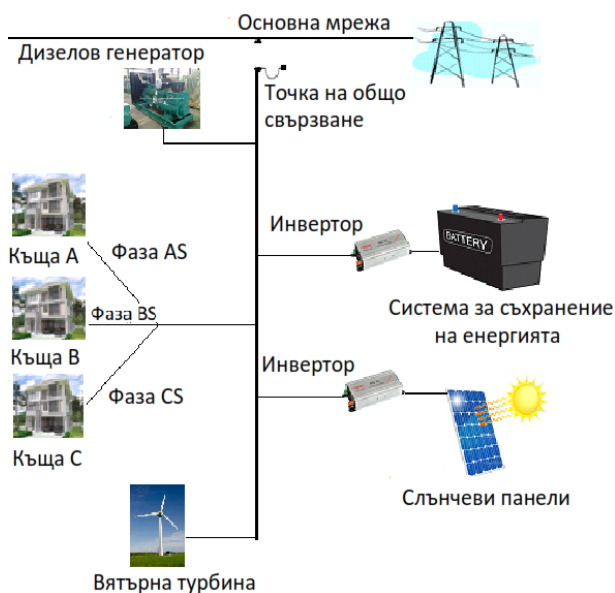 Основна мрежа
Дизелов генератор
Точка на общо
свързване
Къща А
Фаза AS
Инвертор
BATTERY
Система за съхранение
на енергията
Къща В
Фаза BS
Инвертор
Фаза CS
Къща С
Слънчеви панели
Вятърна турбина